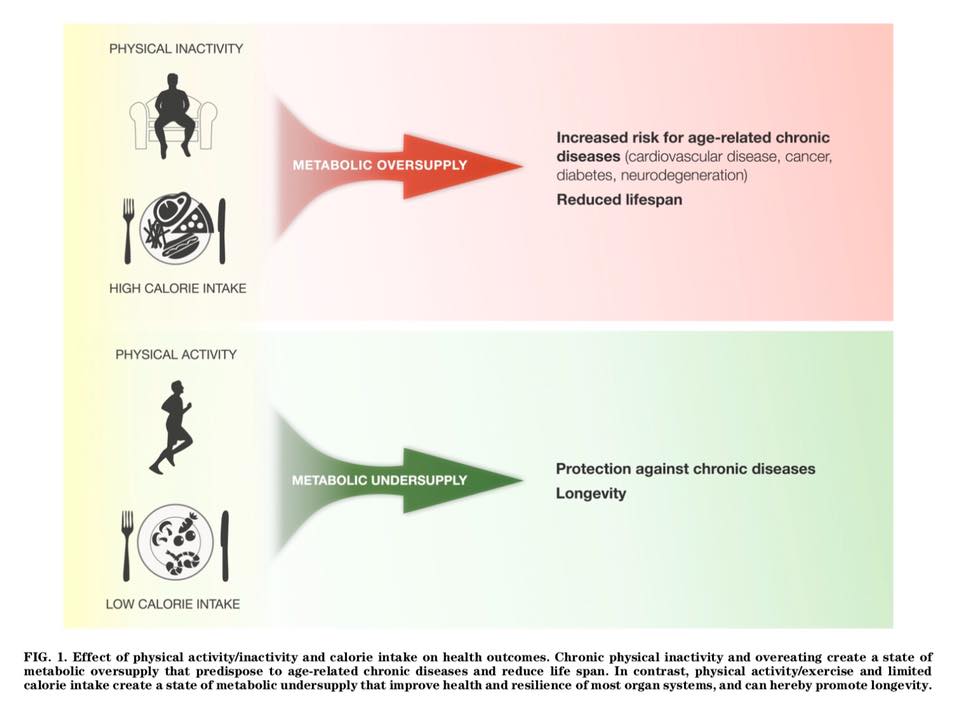 PHYSICAL INACTIVITY
METABOLIC OVERSUPPLY
Increased risk for age-related chronic
diseases (cardiovascular disease, cancer,
diabetes, neurodegeneration)
Reduced lifespan
HIGH CALORIE INTAKE
PHYSICAL ACTIVITY
METABOLIC UNDERSUPPLY
Protection against chronic diseases
Longevity
LOW CALORIE INTAKE
FIG. 1. Effect of physical activity/inactivity and calorie intake on health outcomes. Chronic physical inactivity and overeating create a state of
metabolic oversupply that predispose to age-related chronic diseases and reduce life span. In contrast, physical activity/exercise and limited
calorie intake create a state of metabolic undersupply that improve health and resilience of most organ systems, and can hereby promote longevity.